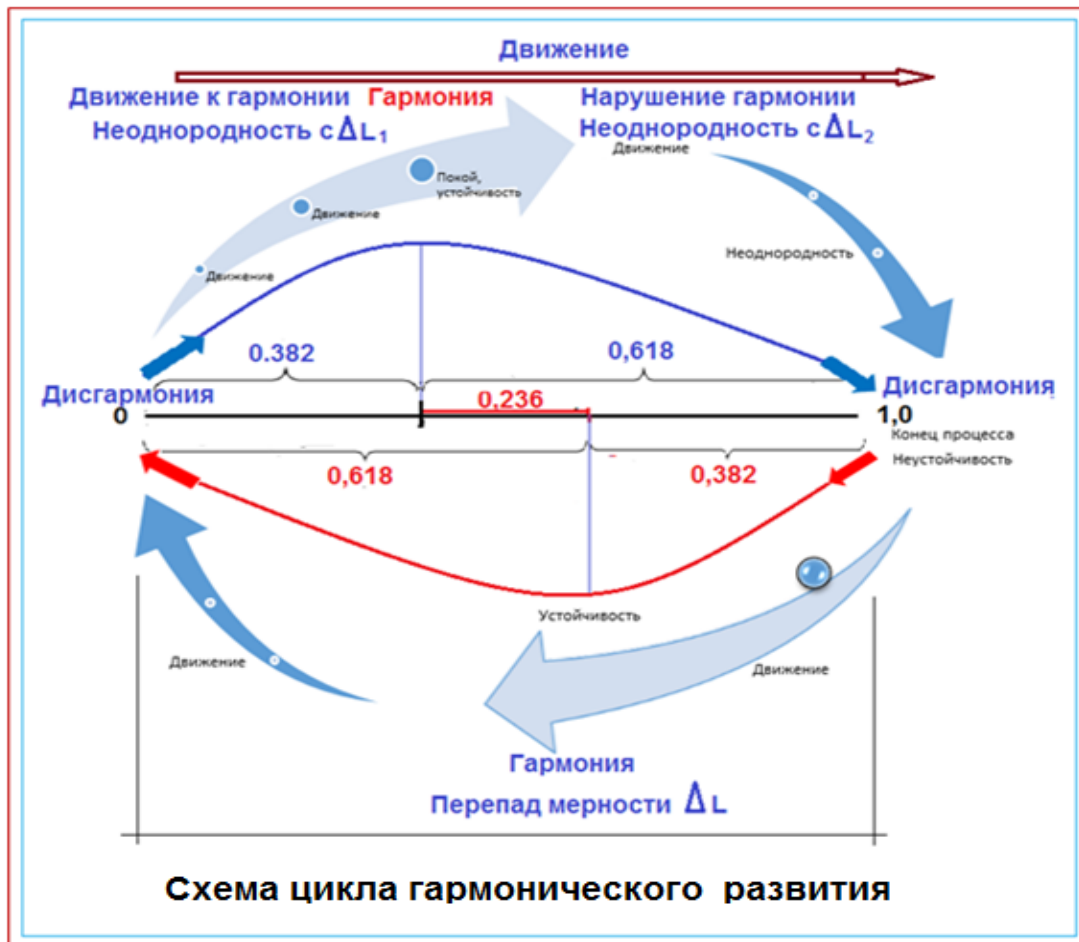 Движение
Движение к гармонии Гармония
Неоднородность с ΔL₁
Нарушение гармонии
Неоднородность с ΔL₂
Движение
Покой,
устойчивость
Движение
Движение
Неоднородность
0.382
0,618
Дисгармония
Дисгармония
0,236
0
1,0
Конец процесса
Неустойчивость
0,618
0,382
Устойчивость
Движение
Движение
Гармония
Перепад мерности ΔL
Схема цикла гармонического развития